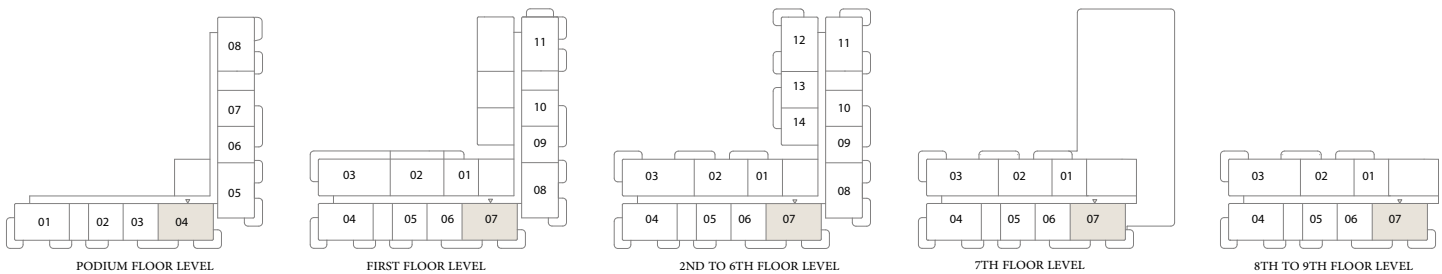 08
07
06
05
01 02 03 04
PODIUM FLOOR LEVEL
11
10
09
08
03 02 01
04 05 06 07
FIRST FLOOR LEVEL
12 11
13
10
14
09
08
03 02 01
04 05 06 07
2ND TO 6TH FLOOR LEVEL
03 02 01
04 05 06 07
7TH FLOOR LEVEL
03 02 01
04 05 06 07
8TH TO 9TH FLOOR LEVEL